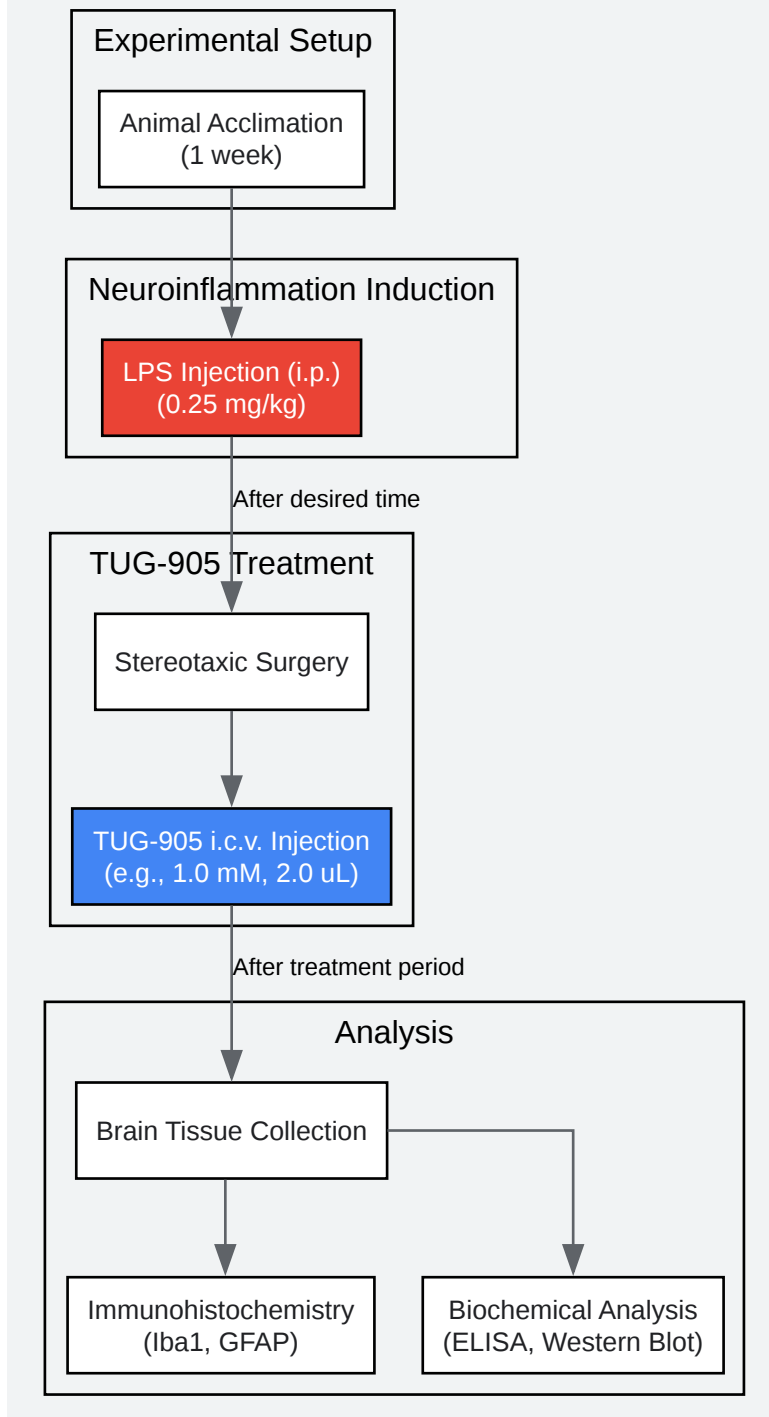 Experimental Setup
Animal Acclimation
(1 week)
Neuroinflammation Induction
LPS Injection (i.p.)
(0.25 mg/kg)
After desired time
TUG-905 Treatment
Stereotaxic Surgery
TUG-905 i.c.v. Injection
(e.g., 1.0 mM, 2.0 uL)
After treatment period
Analysis
Brain Tissue Collection
Immunohistochemistry
(Iba1, GFAP)
Biochemical Analysis
(ELISA, Western Blot)